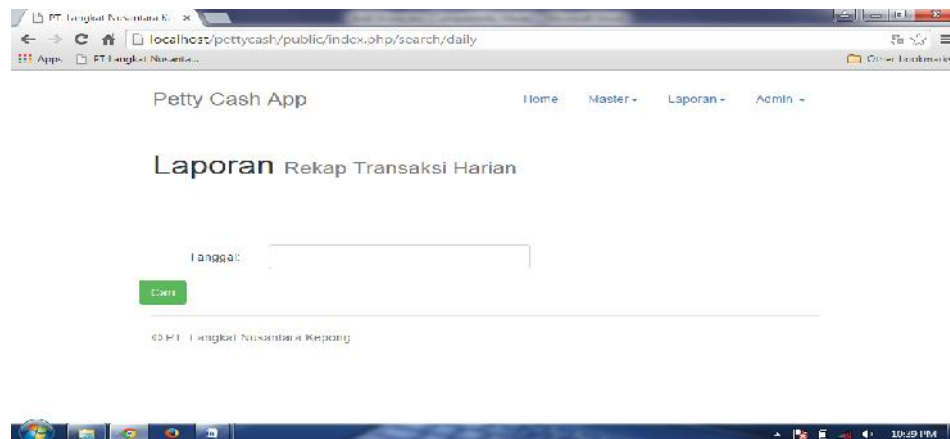 PT. Langkat Nusantara K
localhost/pettycash/public/index.php/search/daily
Apps PT Langkat Nusanta... Other bookmarks
Petty Cash App Home Master Laporan Admin
Laporan Rekap Transaksi Harian
Tanggal:
Cari
© PT. Langkat Nusantara Kepong
10:29 PM